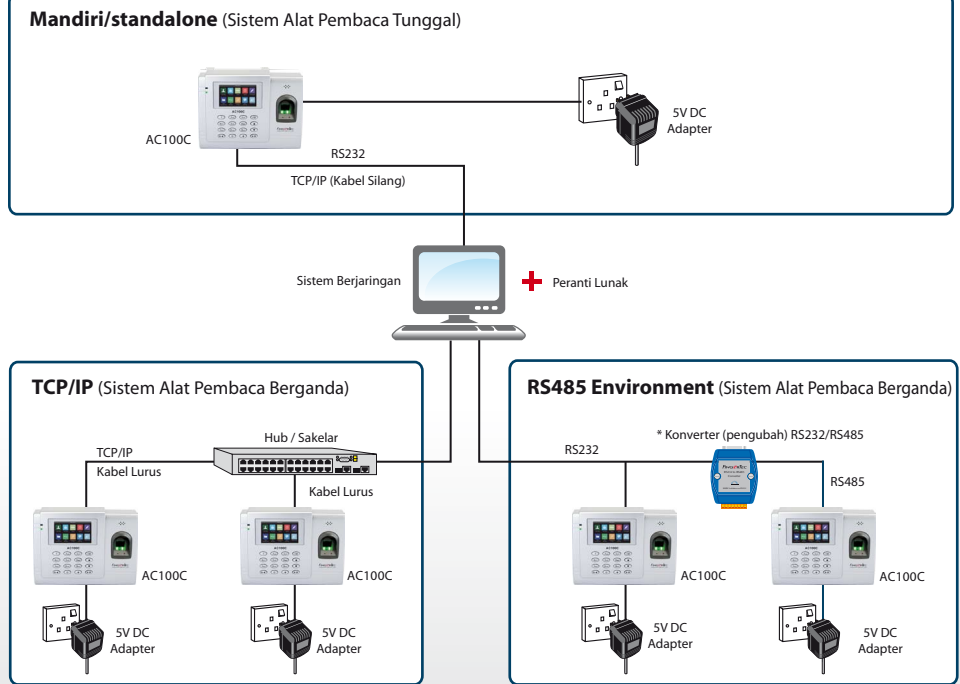 Mandiri/standalone (Sistem Alat Pembaca Tunggal)
AC100C
5V DC
Adapter
RS232
TCP/IP (Kabel Silang)
Sistem Berjaringan
Peranti Lunak
TCP/IP (Sistem Alat Pembaca Berganda)
Hub / Sakelar
TCP/IP
Kabel Lurus
Kabel Lurus
AC100C
AC100C
5V DC
Adapter
5V DC
Adapter
RS485 Environment (Sistem Alat Pembaca Berganda)
* Konverter (pengubah) RS232/RS485
RS232
RS485
AC100C
AC100C
5V DC
Adapter
5V DC
Adapter